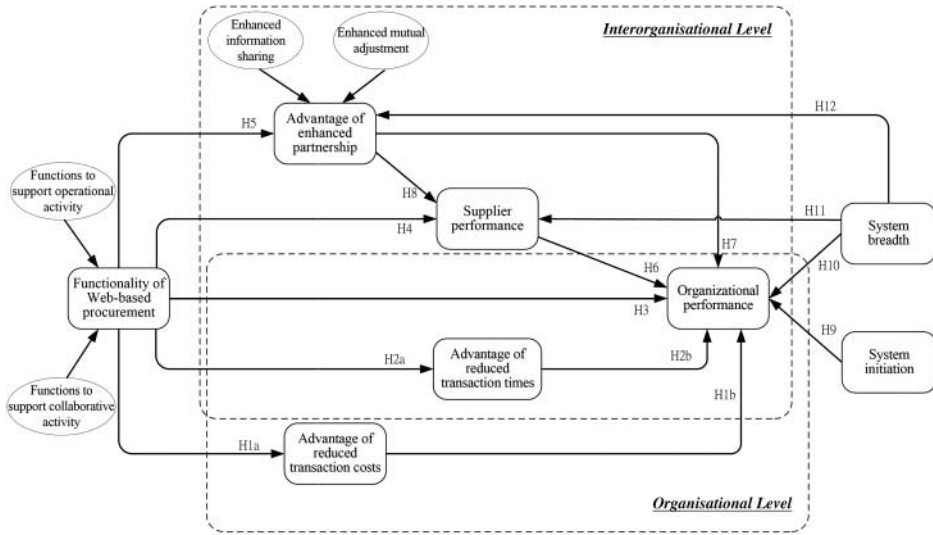 Interorganisational Level
Enhanced
information
sharing
Enhanced mutual
adjustment
H5
Advantage of
enhanced
partnership
H12
Functions to
support operational
activity
H8
H4
Supplier
performance
H11
System
breadth
H7
H10
H6
Functionality of
Web-based
procurement
H3
Organizational
performance
H9
System
initiation
H2a
Advantage of
reduced
transaction times
H2b
H1b
Functions to
support collaborative
activity
H1a
Advantage of
reduced
transaction costs
Organisational Level